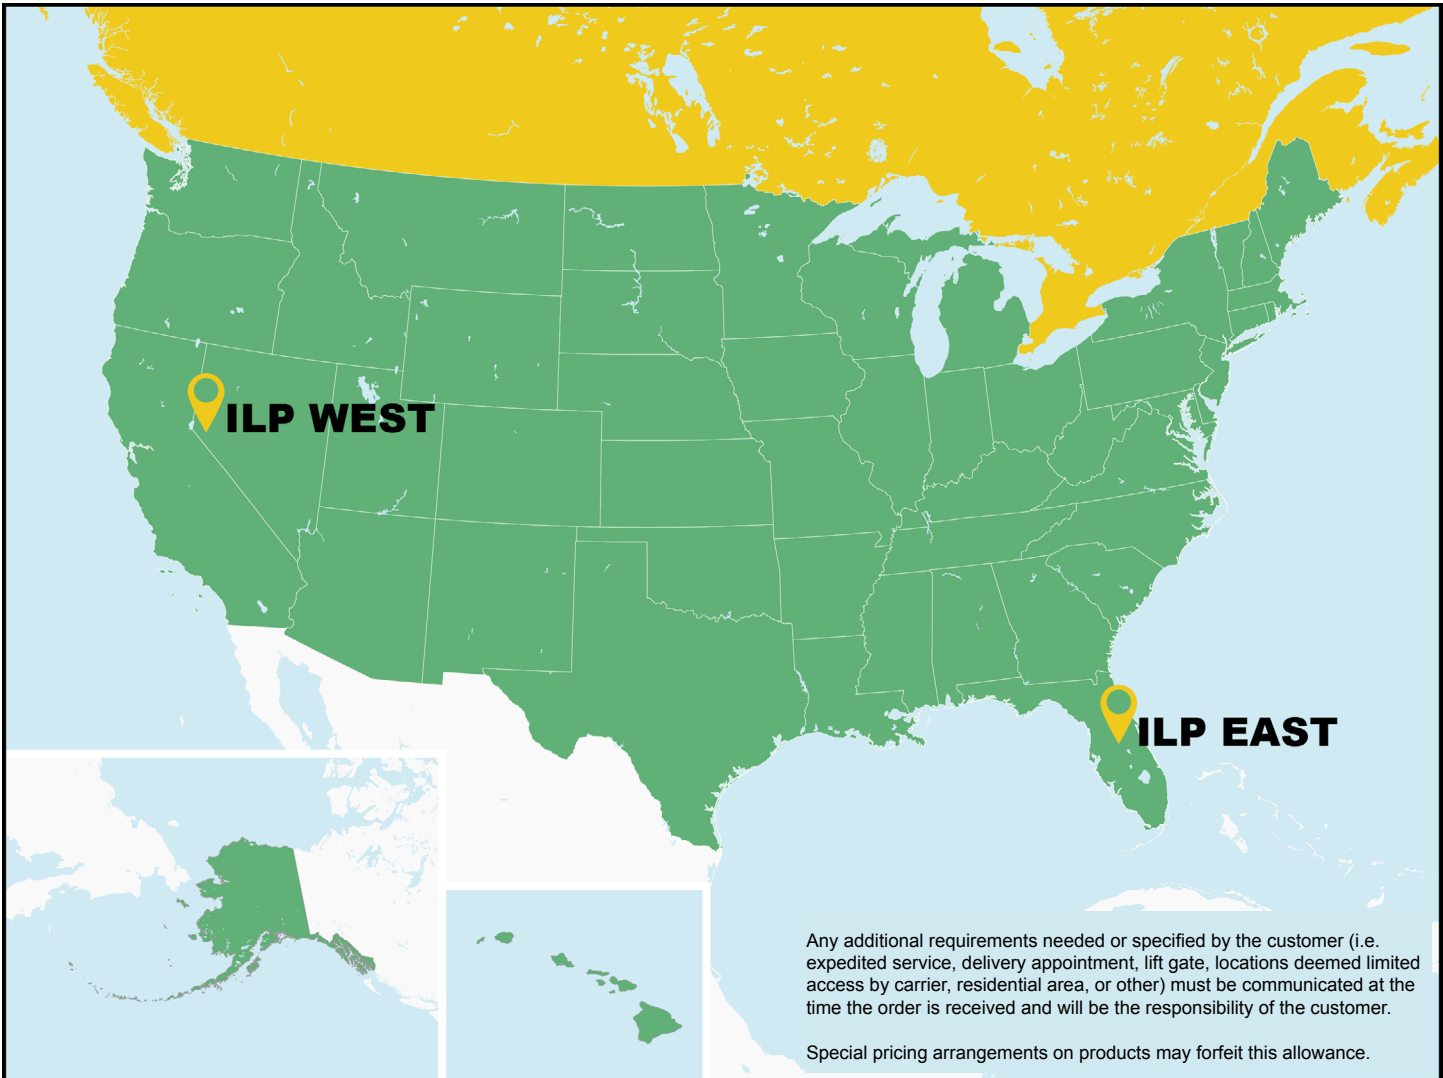 ILP WEST
ILP EAST
Any additional requirements needed or specified by the customer (i.e.
expedited service, delivery appointment, lift gate, locations deemed limited
access by carrier, residential area, or other) must be communicated at the
time the order is received and will be the responsibility of the customer.
Special pricing arrangements on products may forfeit this allowance.